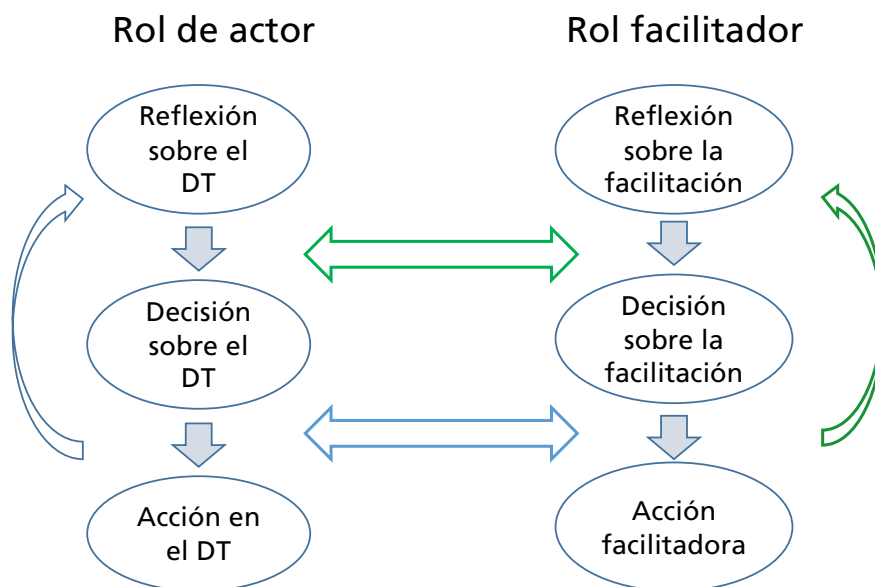 Rol de actor
Rol facilitador
Reflexión
sobre el
DT
Reflexión
sobre la
facilitación
Decisión
sobre el
DT
Decisión
sobre la
facilitación
Acción en
el DT
Acción
facilitadora